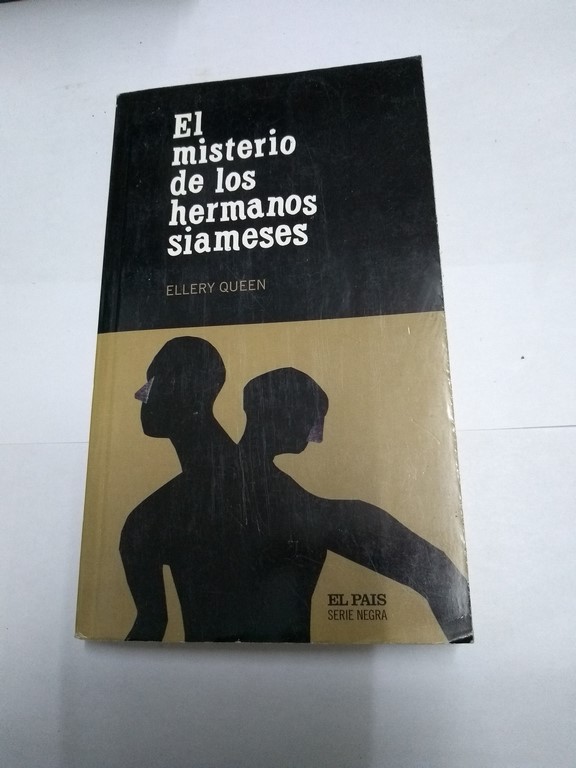 El
misterio
de los
hermanos
siameses
ELLERY QUEEN
EL PAIS
SERIE NEGRA